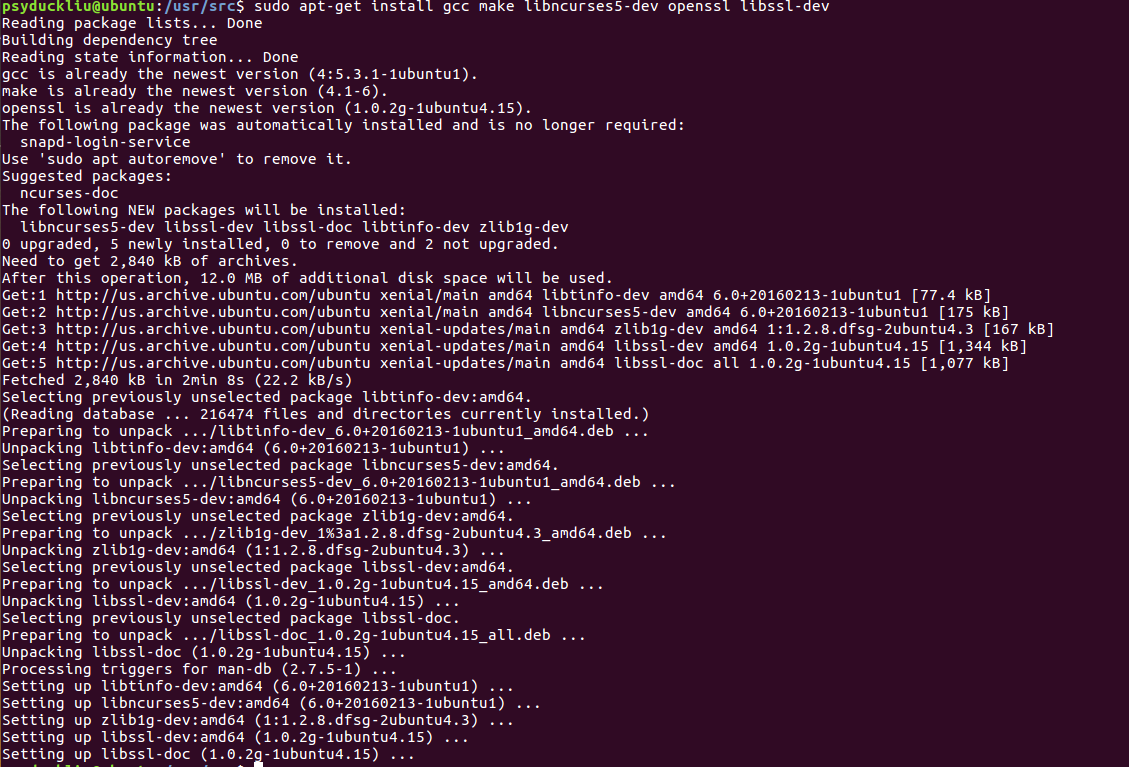 psyduckliu@ubuntu:/usr/src$ sudo apt-get install gcc make libncurses5-dev openssl libssl-dev
Reading package lists... Done
Building dependency tree
Reading state information... Done
gcc is already the newest version (4:5.3.1-1ubuntu1).
make is already the newest version (4.1-6).
openssl is already the newest version (1.0.2g-1ubuntu4.15).
The following package was automatically installed and is no longer required:
  snapd-login-service
Use 'sudo apt autoremove' to remove it.
Suggested packages:
  ncurses-doc
The following NEW packages will be installed:
  libncurses5-dev libssl-dev libssl-doc libtinfo-dev zlib1g-dev
0 upgraded, 5 newly installed, 0 to remove and 2 not upgraded.
Need to get 2,840 kB of archives.
After this operation, 12.0 MB of additional disk space will be used.
Get:1 http://us.archive.ubuntu.com/ubuntu xenial/main amd64 libtinfo-dev amd64 6.0+20160213-1ubuntu1 [77.4 kB]
Get:2 http://us.archive.ubuntu.com/ubuntu xenial/main amd64 libncurses5-dev amd64 6.0+20160213-1ubuntu1 [175 kB]
Get:3 http://us.archive.ubuntu.com/ubuntu xenial-updates/main amd64 zlib1g-dev amd64 1:1.2.8.dfsg-2ubuntu4.3 [167 kB]
Get:4 http://us.archive.ubuntu.com/ubuntu xenial-updates/main amd64 libssl-dev amd64 1.0.2g-1ubuntu4.15 [1,344 kB]
Get:5 http://us.archive.ubuntu.com/ubuntu xenial-updates/main amd64 libssl-doc all 1.0.2g-1ubuntu4.15 [1,077 kB]
Fetched 2,840 kB in 2min 8s (22.2 kB/s)
Selecting previously unselected package libtinfo-dev:amd64.
(Reading database ... 216474 files and directories currently installed.)
Preparing to unpack .../libtinfo-dev_6.0+20160213-1ubuntu1_amd64.deb ...
Unpacking libtinfo-dev:amd64 (6.0+20160213-1ubuntu1) ...
Selecting previously unselected package libncurses5-dev:amd64.
Preparing to unpack .../libncurses5-dev_6.0+20160213-1ubuntu1_amd64.deb ...
Unpacking libncurses5-dev:amd64 (6.0+20160213-1ubuntu1) ...
Selecting previously unselected package zlib1g-dev:amd64.
Preparing to unpack .../zlib1g-dev_1%3a1.2.8.dfsg-2ubuntu4.3_amd64.deb ...
Unpacking zlib1g-dev:amd64 (1:1.2.8.dfsg-2ubuntu4.3) ...
Selecting previously unselected package libssl-dev:amd64.
Preparing to unpack .../libssl-dev_1.0.2g-1ubuntu4.15_amd64.deb ...
Unpacking libssl-dev:amd64 (1.0.2g-1ubuntu4.15) ...
Selecting previously unselected package libssl-doc.
Preparing to unpack .../libssl-doc_1.0.2g-1ubuntu4.15_all.deb ...
Unpacking libssl-doc (1.0.2g-1ubuntu4.15) ...
Processing triggers for man-db (2.7.5-1) ...
Setting up libtinfo-dev:amd64 (6.0+20160213-1ubuntu1) ...
Setting up libncurses5-dev:amd64 (6.0+20160213-1ubuntu1) ...
Setting up zlib1g-dev:amd64 (1:1.2.8.dfsg-2ubuntu4.3) ...
Setting up libssl-dev:amd64 (1.0.2g-1ubuntu4.15) ...
Setting up libssl-doc (1.0.2g-1ubuntu4.15) ...